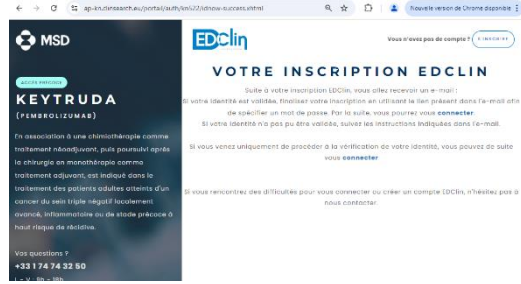 ap-kn.clinsearch.eu/portail/auth/kn522/idnow-success.xhtml
Nouvelle version de Chrome disponible
MSD
ACCÈS PRÉCOCE
KEYTRUDA
(PEMBROLIZUMAB)
En association à une chimiothérapie comme
traitement néoadjuvant, puis poursuivi après
la chirurgie en monothérapie comme
traitement adjuvant, est indiqué dans le
traitement des patients adultes atteints d'un
cancer du sein triple négatif localement
avancé, inflammatoire ou de stade précoce à
haut risque de récidive.
Vos questions ?
+33 1 74 74 32 50
L - V : 9h - 18h
EDClin
Vous n'avez pas de compte ?
S'INSCRIRE
VOTRE INSCRIPTION EDCLIN
Suite à votre inscription EDClin, vous allez recevoir un e-mail :
Si votre identité est validée, finalisez votre inscription en utilisant le lien présent dans l'e-mail afin
de spécifier un mot de passe. Par la suite, vous pourrez vous connecter.
Si votre identité n'a pas pu être validée, suivez les instructions indiquées dans l'e-mail.
Si vous venez uniquement de procéder à la vérification de votre identité, vous pouvez de suite
vous connecter
Si vous rencontrez des difficultés pour vous connecter ou créer un compte EDClin, n'hésitez pas à
nous contacter.